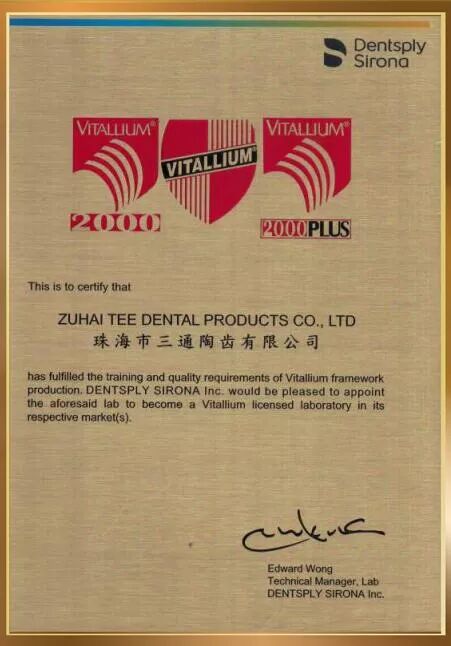 Dentsply
Sirona
VITALLIUM®
2000
VITALLIUM®
VITALLIUM®
2000PLUS
This is to certify that
ZUHAI TEE DENTAL PRODUCTS CO., LTD
珠海市三通陶齿有限公司
has fulfilled the training and quality requirements of Vitallium framework
production. DENTSPLY SIRONA Inc. would be pleased to appoint
the aforesaid lab to become a Vitallium licensed laboratory in its
respective market(s).
Edward Wong
Technical Manager, Lab
DENTSPLY SIRONA Inc.